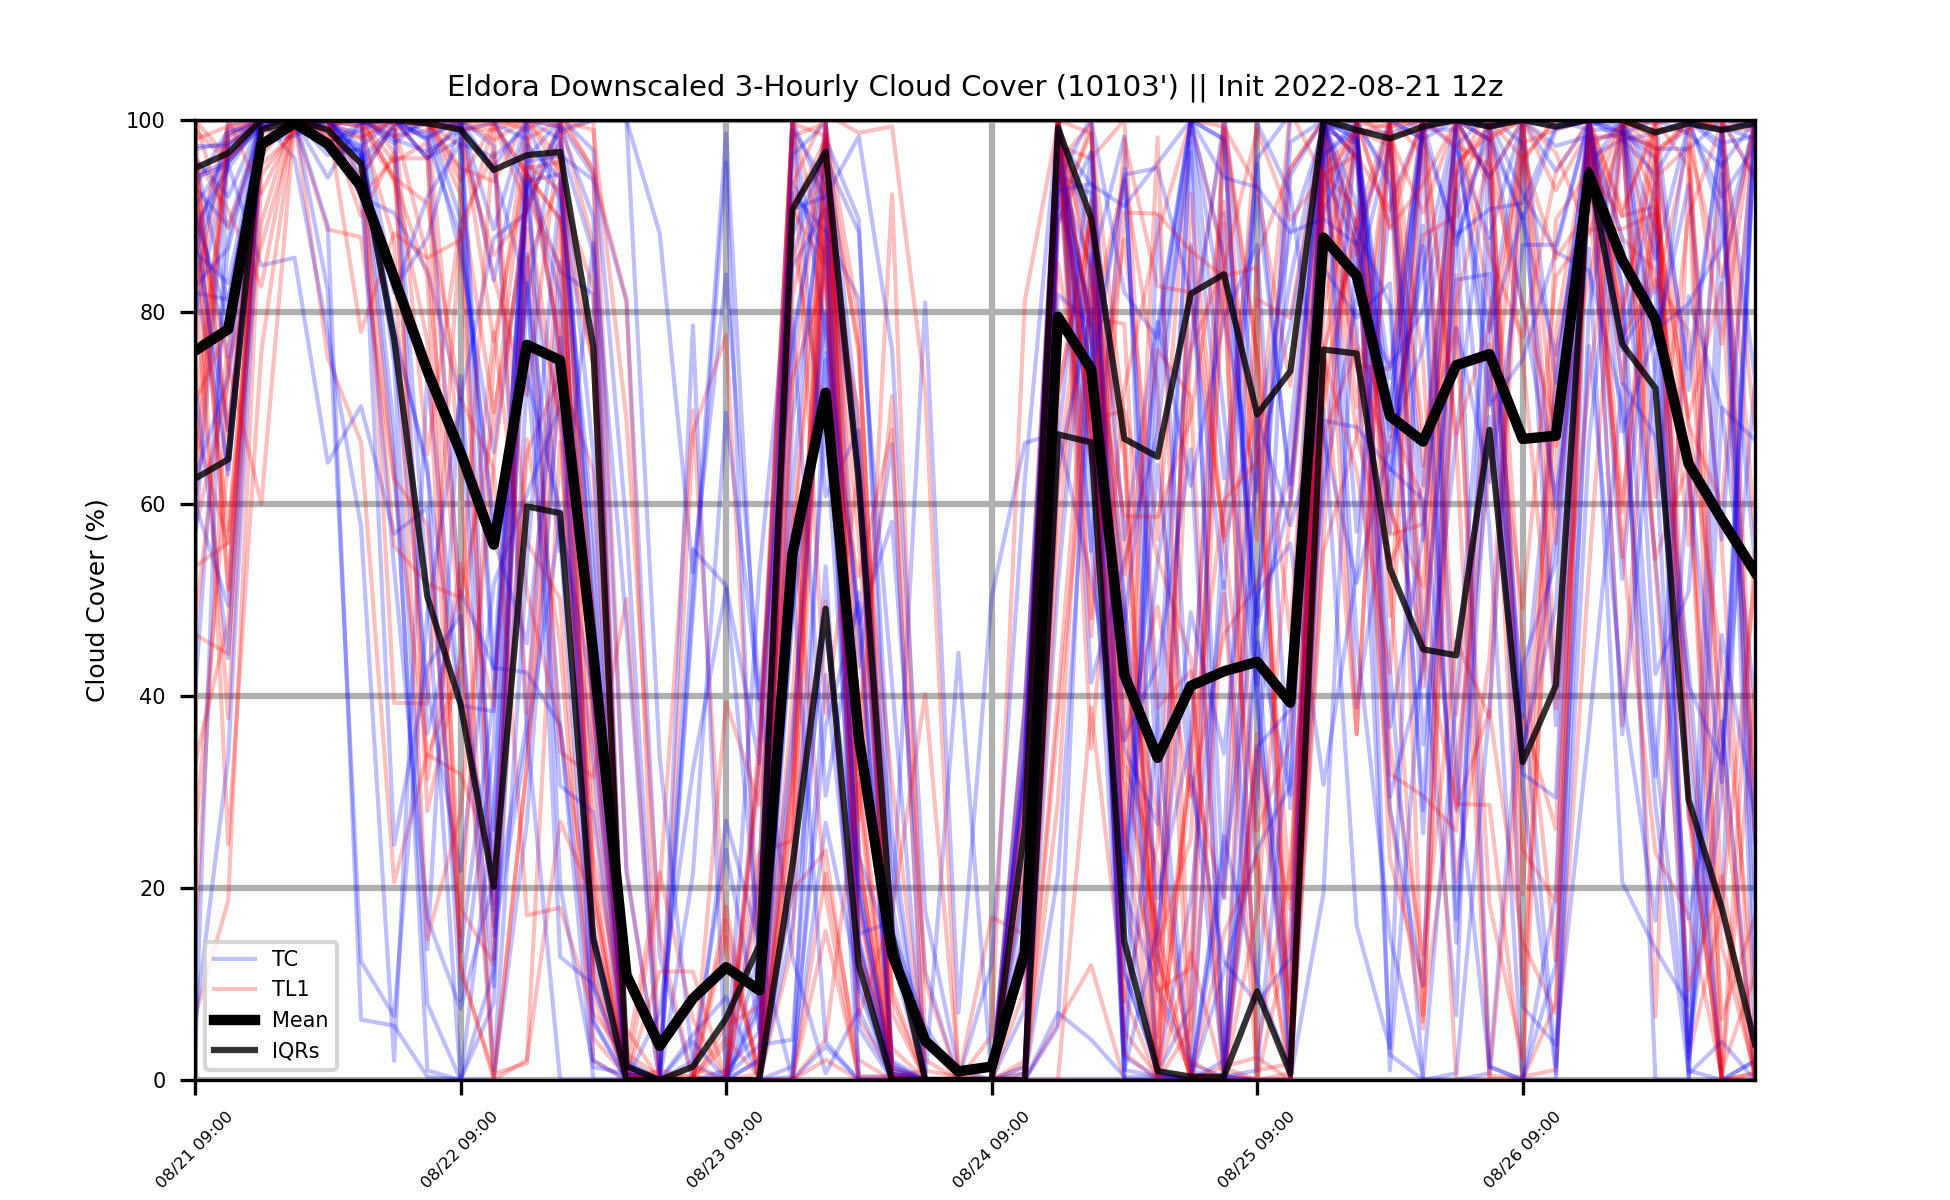 Eldora Downscaled 3-Hourly Cloud Cover (10103') || Init 2022-08-21 12z
Cloud Cover (%)
100
80
60
40
20
0
TC
TL1
Mean
IQRs
08/21 09:00
08/22 09:00
08/23 09:00
08/24 09:00
08/25 09:00
08/26 09:00